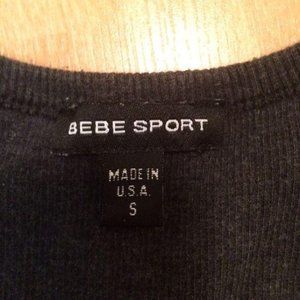 BEBE SPORT
MADE IN
U.S.A.
S